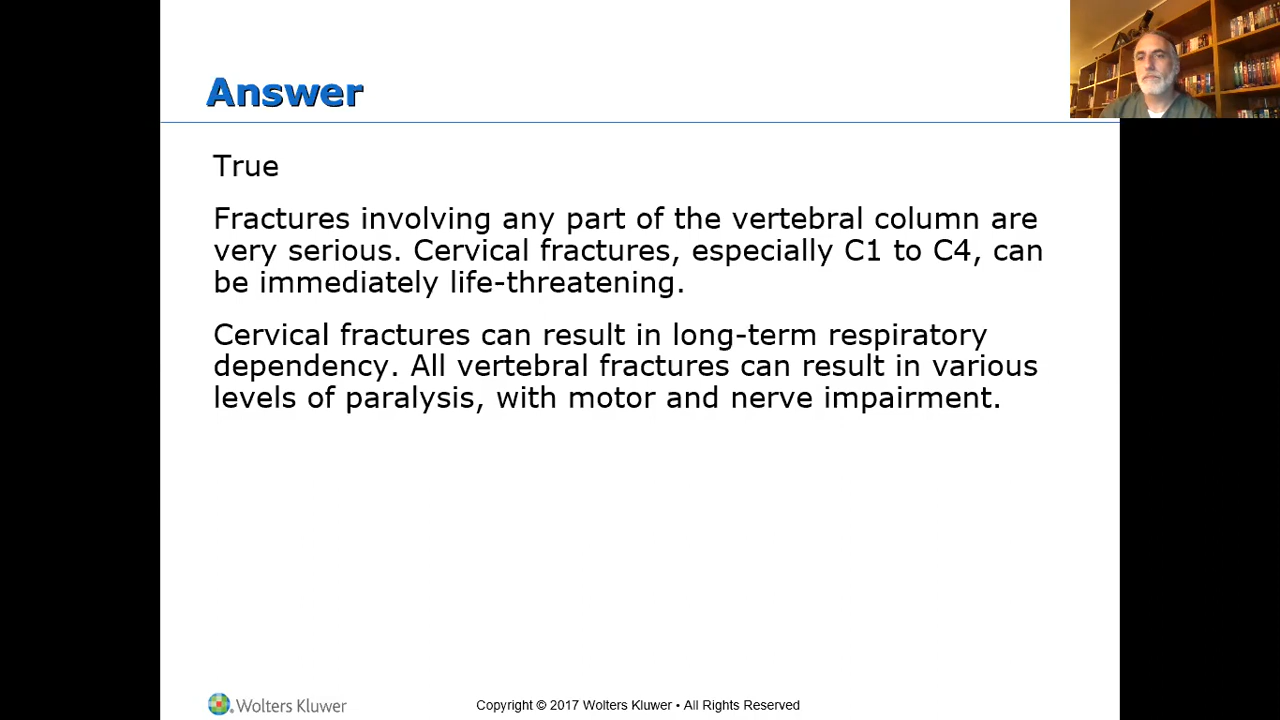 Answer
True
Fractures involving any part of the vertebral column are
very serious. Cervical fractures, especially C1 to C4, can
be immediately life-threatening.
Cervical fractures can result in long-term respiratory
dependency. All vertebral fractures can result in various
levels of paralysis, with motor and nerve impairment.
Wolters Kluwer
Copyright © 2017 Wolters Kluwer • All Rights Reserved